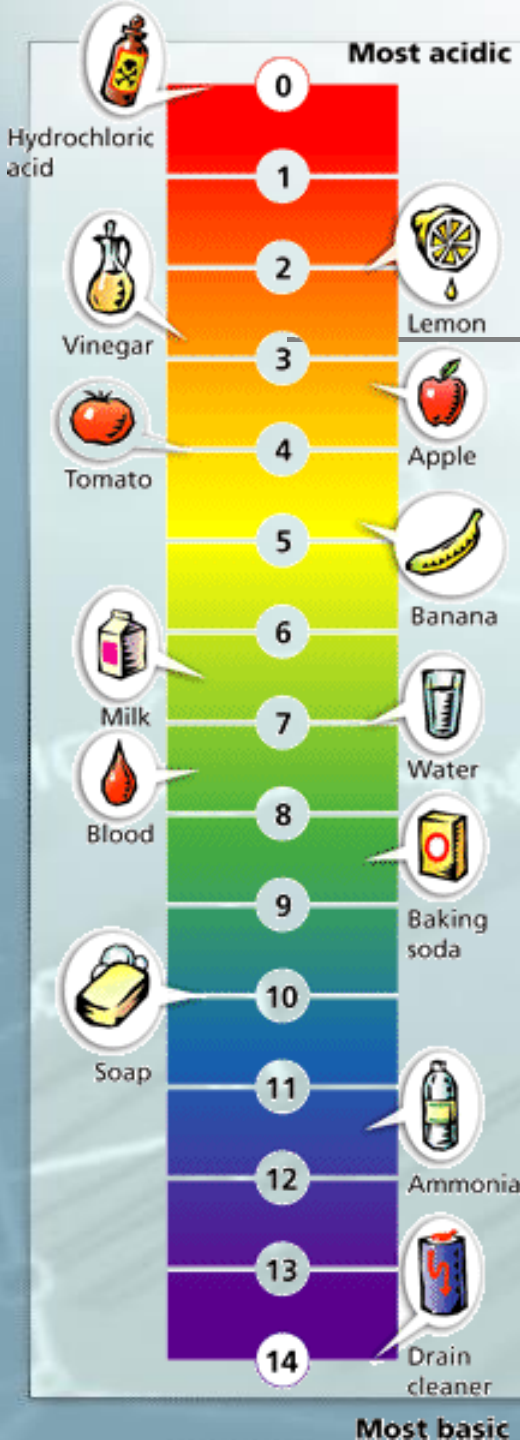 Most acidic
0
Hydrochloric
acid
1
2
Lemon
Vinegar
3
4
Apple
Tomato
5
Banana
6
Milk
7
Water
8
Blood
9
Baking
soda
10
Soap
11
12
Ammonia
13
14
Drain
cleaner
Most basic